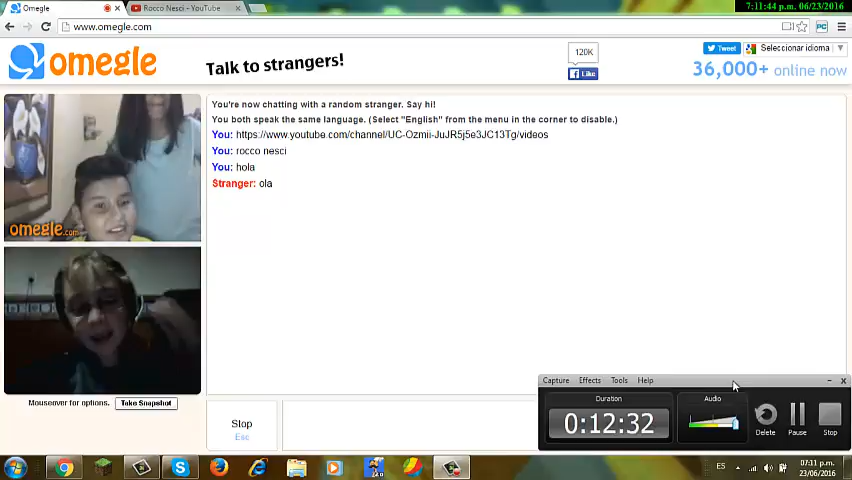 7:11:44 p.m. 06/23/2016
Omegle
Rocco Nesci - YouTube
www.omegle.com
omegle
Talk to strangers!
120K
Like
Tweet
Seleccionar idioma
36,000+ online now
You're now chatting with a random stranger. Say hi!
You both speak the same language. (Select "English" from the menu in the corner to disable.)
You: https://www.youtube.com/channel/UC-Ozmii-JuJR5j5e3JC13Tg/videos
You: rocco nesci
You: hola
Stranger: ola
omegle.com
Mouseover for options.
Take Snapshot
Stop
Esc
Capture Effects Tools Help
Duration
0:12:32
Audio
Delete
Pause
Stop
ES
07:11 p.m.
23/06/2016